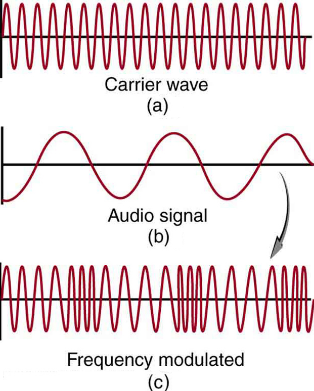 Carrier wave
(a)
Audio signal
(b)
Frequency modulated
(c)